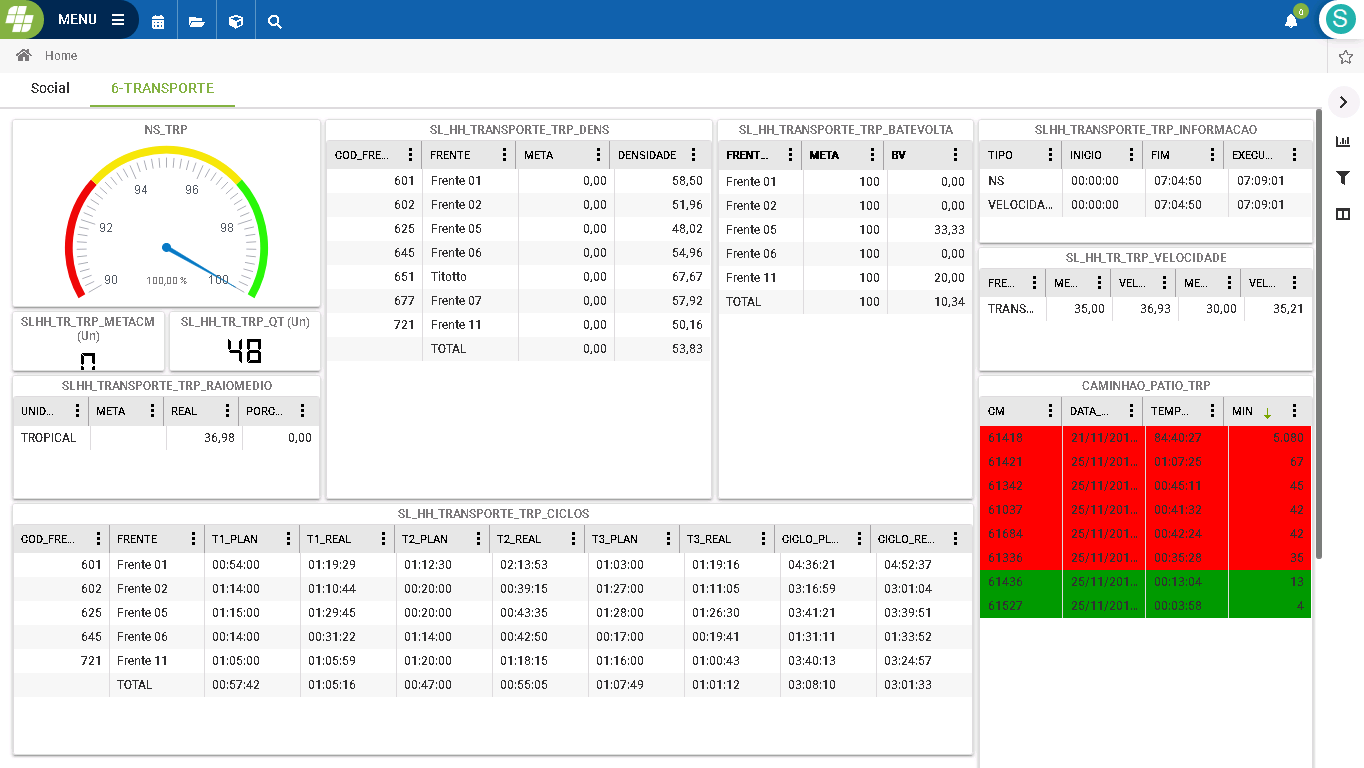 MENU
0
S
Home
Social 6-TRANSPORTE
NS_TRP
94 96
92 98
90 100,00 % 100
SLHH_TR_TRP_METACM (Un)
0
SL_HH_TR_TRP_QT (Un)
48
SLHH_TRANSPORTE_TRP_RAIOMEDIO
UNID... META REAL PORC...
TROPICAL 36,98 0,00
SL_HH_TRANSPORTE_TRP_DENS
COD_FRE... FRENTE META DENSIDADE
601 Frente 01 0,00 58,50
602 Frente 02 0,00 51,96
625 Frente 05 0,00 48,02
645 Frente 06 0,00 54,96
651 Titotto 0,00 67,67
677 Frente 07 0,00 57,92
721 Frente 11 0,00 50,16
TOTAL 0,00 53,83
SL_HH_TRANSPORTE_TRP_BATEVOLTA
FRENT... META BV
Frente 01 100 0,00
Frente 02 100 0,00
Frente 05 100 33,33
Frente 06 100 0,00
Frente 11 100 20,00
TOTAL 100 10,34
SLHH_TRANSPORTE_TRP_INFORMACAO
TIPO INICIO FIM EXECU...
NS 00:00:00 07:04:50 07:09:01
VELOCIDA... 00:00:00 07:04:50 07:09:01
SL_HH_TR_TRP_VELOCIDADE
FRE... ME... VEL... ME... VEL...
TRANS... 35,00 36,93 30,00 35,21
CAMINHAO_PATIO_TRP
CM DATA_... TEMP... MIN
61418 21/11/201... 84:40:27 5.080
61421 25/11/201... 01:07:25 67
61342 25/11/201... 00:45:11 45
61037 25/11/201... 00:41:32 42
61684 25/11/201... 00:42:24 42
61336 25/11/201... 00:35:28 35
61436 25/11/201... 00:13:04 13
61527 25/11/201... 00:03:58 4
SL_HH_TRANSPORTE_TRP_CICLOS
COD_FRE... FRENTE T1_PLAN T1_REAL T2_PLAN T2_REAL T3_PLAN T3_REAL CICLO_PL... CICLO_RE...
601 Frente 01 00:54:00 01:19:29 01:12:30 02:13:53 01:03:00 01:19:16 04:36:21 04:52:37
602 Frente 02 01:14:00 01:10:44 00:20:00 00:39:15 01:27:00 01:11:05 03:16:59 03:01:04
625 Frente 05 01:15:00 01:29:45 00:20:00 00:43:35 01:28:00 01:26:30 03:41:21 03:39:51
645 Frente 06 00:14:00 00:31:22 01:14:00 00:42:50 00:17:00 00:19:41 01:31:11 01:33:52
721 Frente 11 01:05:00 01:05:59 01:20:00 01:18:15 01:16:00 01:00:43 03:40:13 03:24:57
TOTAL 00:57:42 01:05:16 00:47:00 00:55:05 01:07:49 01:01:12 03:08:10 03:01:33